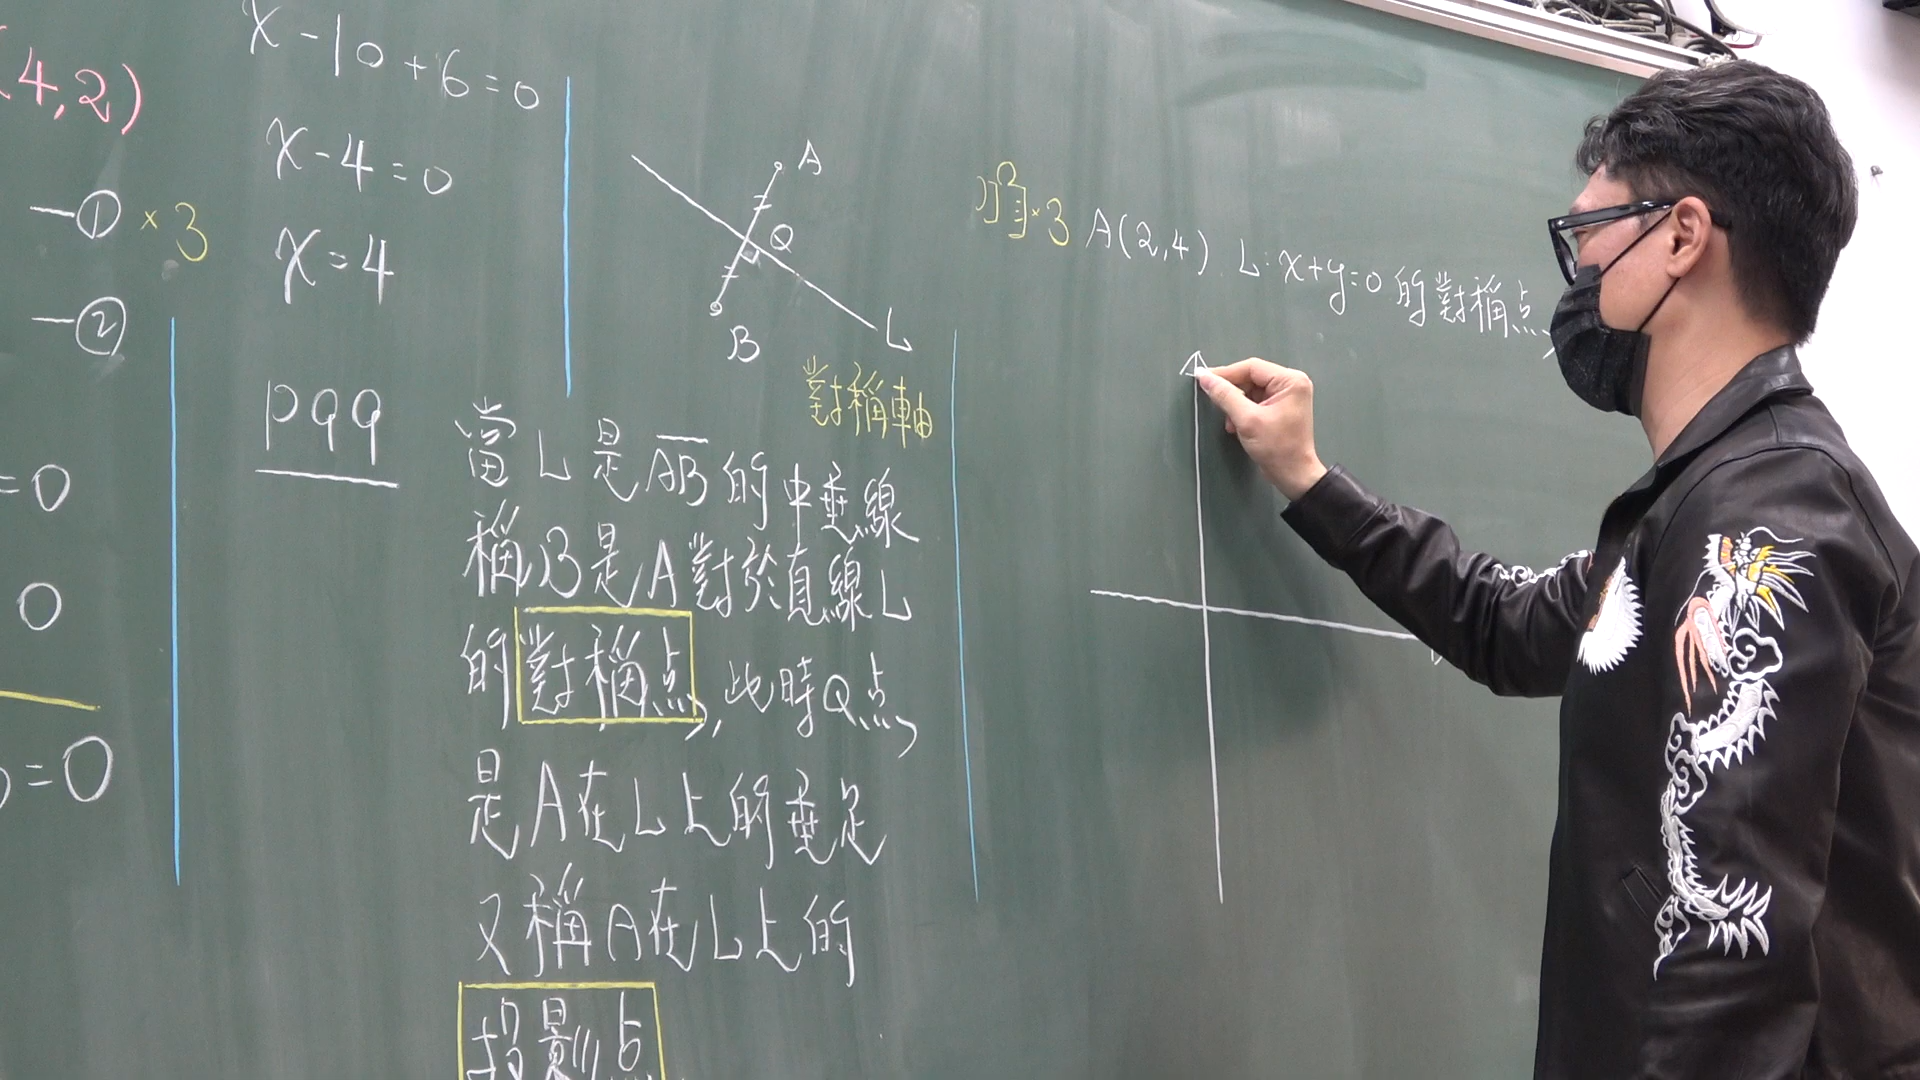 (4,2)
—① ×3
—②
=0
0
=0
x-10+6=0
x-4=0
x=4
P99
A
Q
B
L
對稱軸
當L是AB的中垂線
稱B是A對於直線L
的對稱点,此時Q点
是A在L上的垂足
又稱A在L上的
投影点
×3 A(2,4) L:x+y=0的對稱点